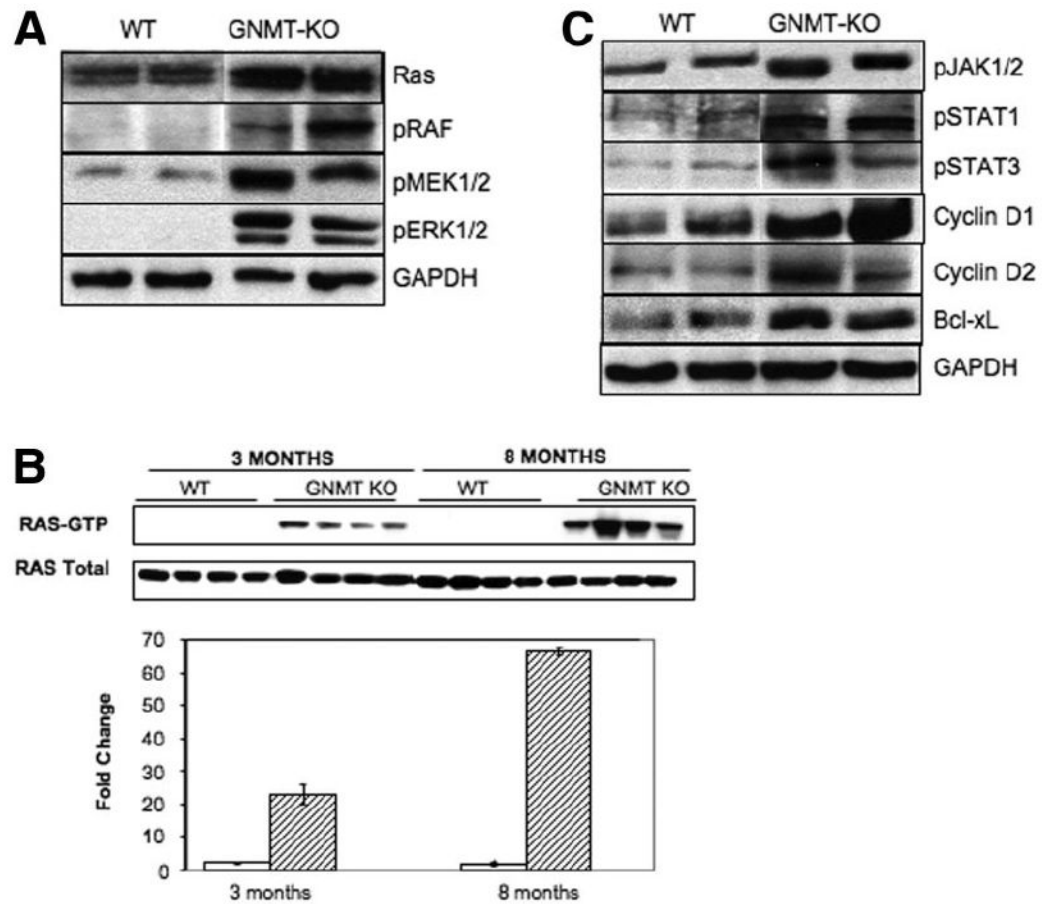 A
WT GNMT-KO
Ras
pRAF
pMEK1/2
pERK1/2
GAPDH
C
WT GNMT-KO
pJAK1/2
pSTAT1
pSTAT3
Cyclin D1
Cyclin D2
Bcl-xL
GAPDH
B
3 MONTHS 8 MONTHS
WT GNMT KO WT GNMT KO
RAS-GTP
RAS Total
Fold Change
70
60
50
40
30
20
10
0
3 months 8 months